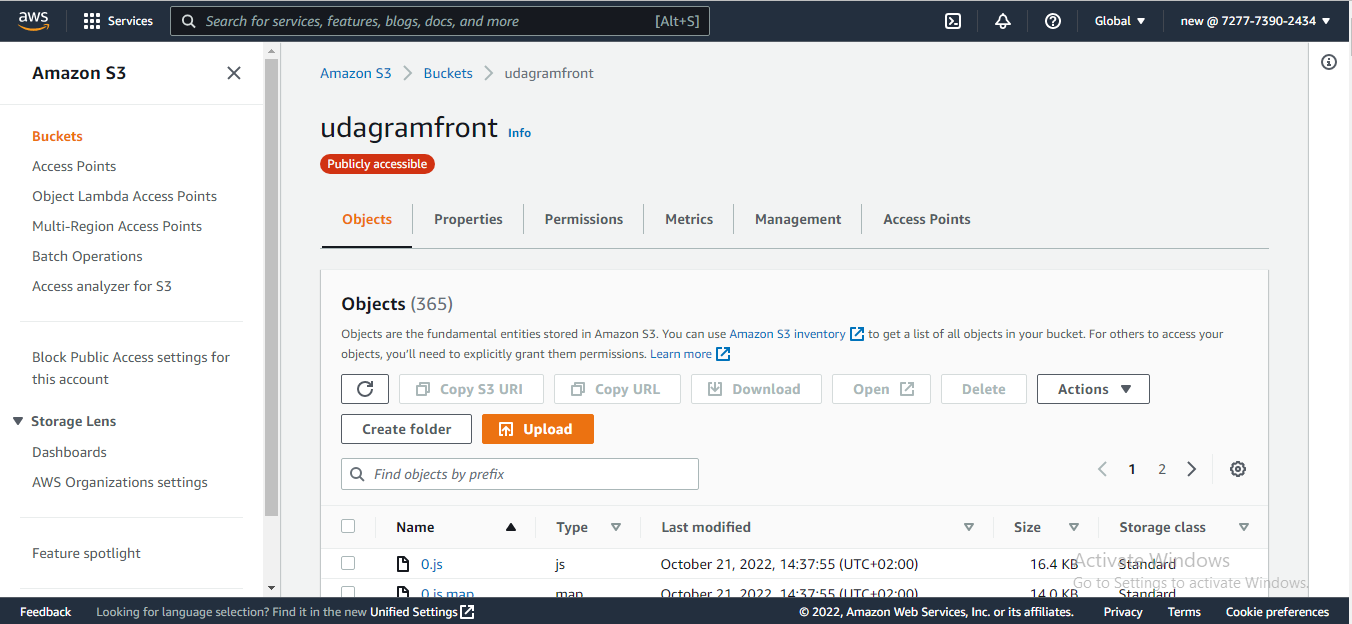 aws Services Search for services, features, blogs, docs, and more [Alt+S] Global new @ 7277-7390-2434
Amazon S3
Buckets
Access Points
Object Lambda Access Points
Multi-Region Access Points
Batch Operations
Access analyzer for S3
Block Public Access settings for
this account
Storage Lens
Dashboards
AWS Organizations settings
Feature spotlight
Amazon S3 Buckets udagramfront
udagramfront Info
Publicly accessible
Objects Properties Permissions Metrics Management Access Points
Objects (365)
Objects are the fundamental entities stored in Amazon S3. You can use Amazon S3 inventory to get a list of all objects in your bucket. For others to access your
objects, you'll need to explicitly grant them permissions. Learn more
Copy S3 URI Copy URL Download Open Delete Actions
Create folder Upload
Find objects by prefix 1 2
Name Type Last modified Size Storage class
0.js js October 21, 2022, 14:37:55 (UTC+02:00) 16.4 KB Standard
0.js.map map October 21, 2022, 14:37:55 (UTC+02:00) 14.0 KB Standard
Activate Windows
Go to Settings to activate Windows.
Feedback Looking for language selection? Find it in the new Unified Settings © 2022, Amazon Web Services, Inc. or its affiliates. Privacy Terms Cookie preferences